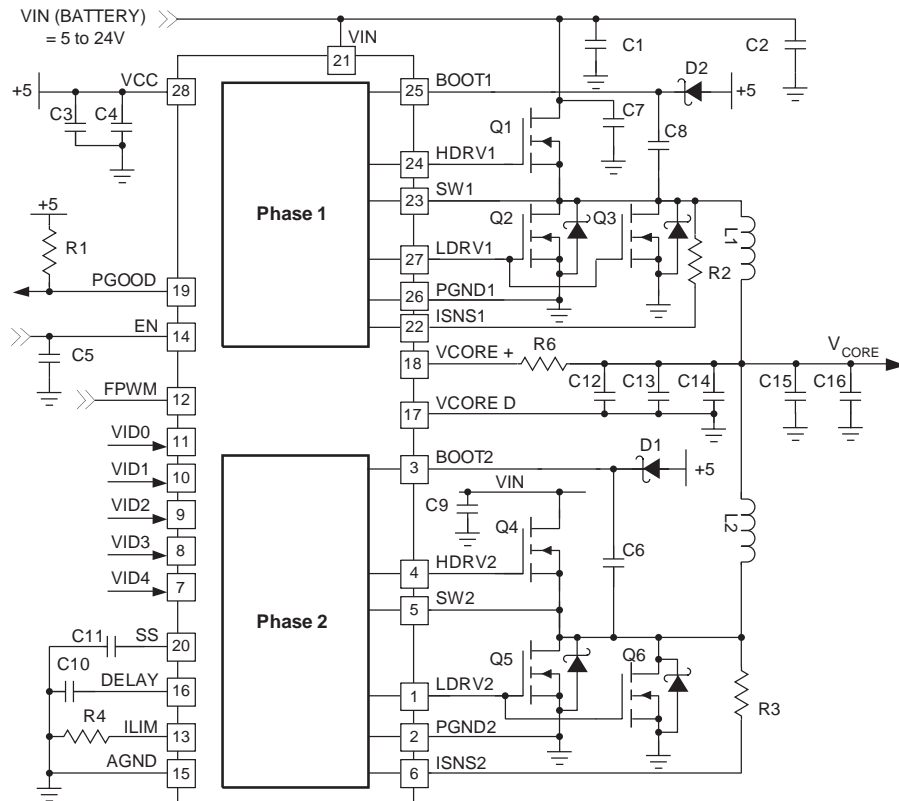 VIN (BATTERY)
= 5 to 24V
VIN
21
C1
C2
+5
VCC
28
C3
C4
25
BOOT1
D2
+5
C7
Q1
C8
24
HDRV1
23
SW1
Phase 1
Q2
Q3
L1
+5
R1
27
LDRV1
R2
PGOOD
19
26
PGND1
22
ISNS1
EN
14
C5
18
VCORE +
R6
VCORE
C12
C13
C14
C15
C16
FPWM
12
17
VCORE D
VID0
11
VID1
10
VID2
9
VID3
8
VID4
7
3
BOOT2
D1
+5
VIN
C9
Q4
C6
L2
4
HDRV2
5
SW2
Phase 2
C11
SS
20
Q5
Q6
C10
DELAY
16
1
LDRV2
R3
R4
ILIM
13
2
PGND2
AGND
15
6
ISNS2